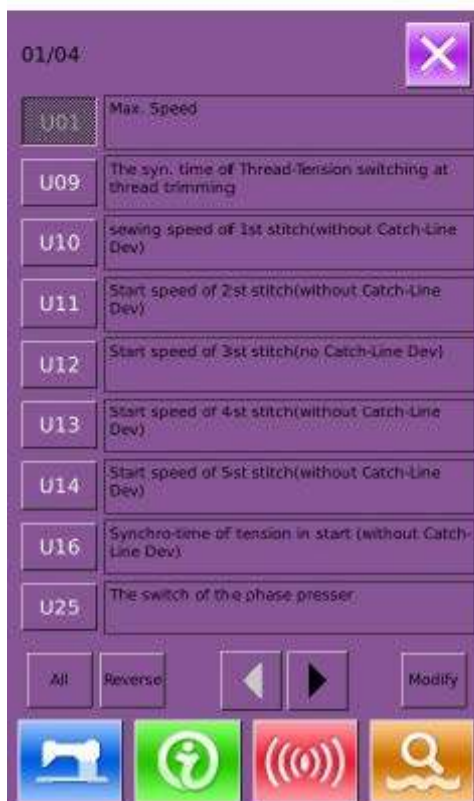 01/04
U01
Max. Speed
U09
The syn. time of Thread-Tension switching at
thread trimming
U10
sewing speed of 1st stitch(without Catch-Line
Dev)
U11
Start speed of 2st stitch(without Catch-Line
Dev)
U12
Start speed of 3st stitch(no Catch-Line Dev)
U13
Start speed of 4st stitch(without Catch-Line
Dev)
U14
Start speed of 5st stitch(without Catch-Line
Dev)
U16
Synchro-time of tension in start (without Catch-
Line Dev)
U25
The switch of the phase presser
All
Reverse
Modify